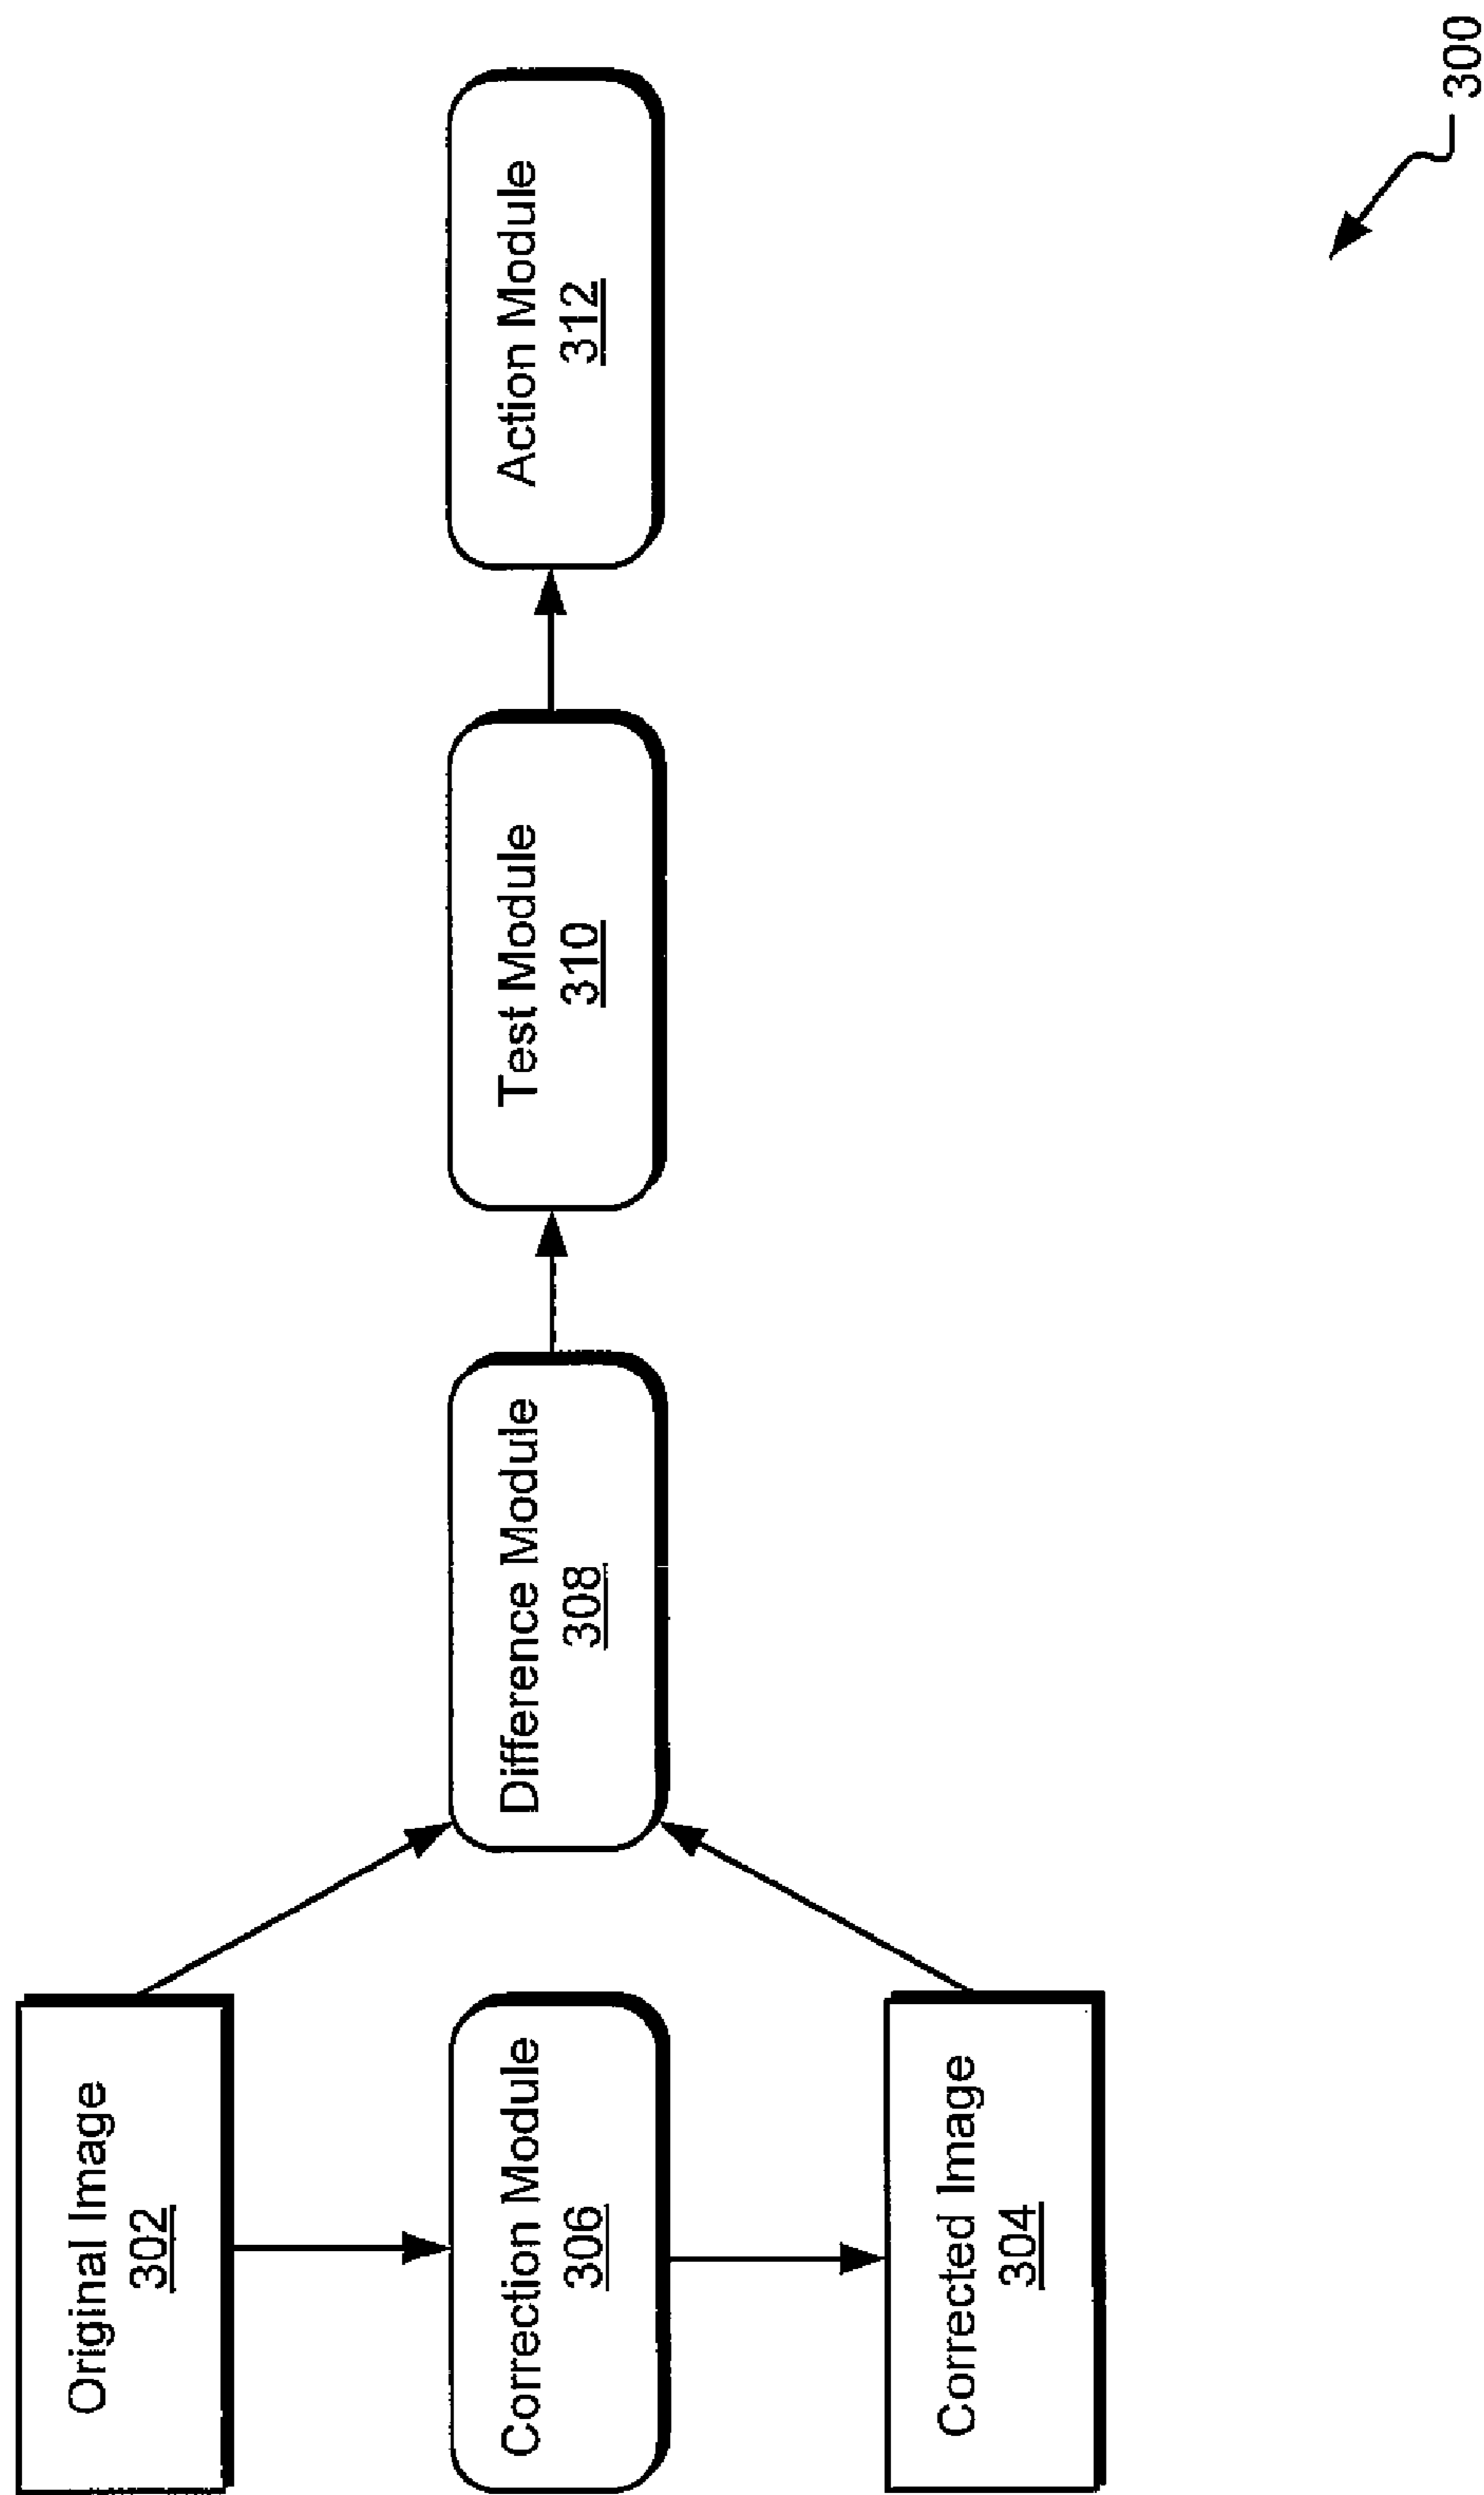 Original Image
302
Correction Module
306
Corrected Image
304
Difference Module
308
Test Module
310
Action Module
312
300